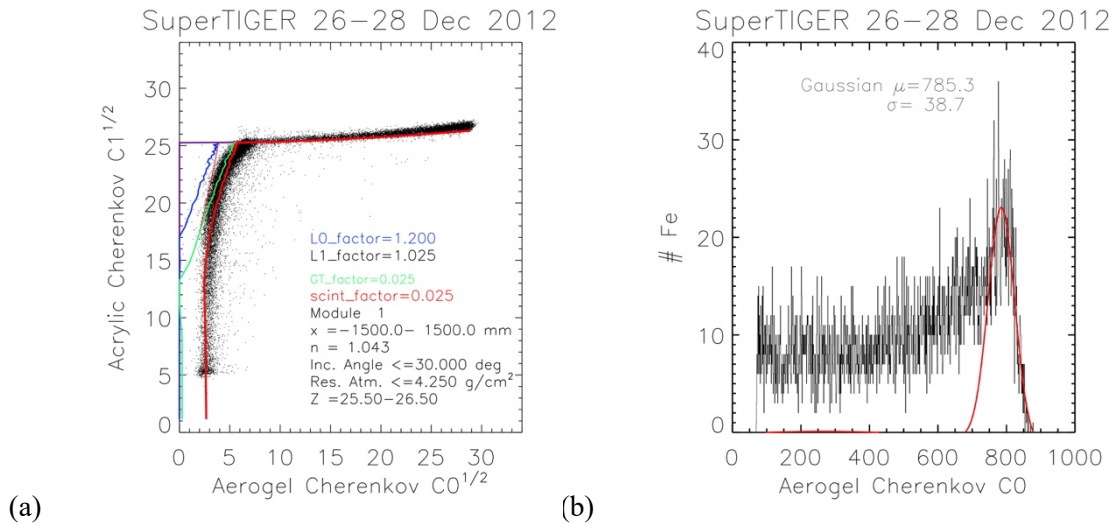 SuperTIGER 26-28 Dec 2012
Acrylic Cherenkov C1^1/2
30
25
20
15
10
5
0
L0_factor=1.200
L1_factor=1.025
GT_factor=0.025
scint_factor=0.025
Module 1
x =-1500.0- 1500.0 mm
n = 1.043
Inc. Angle <=30.000 deg
Res. Atm. <=4.250 g/cm²
Z =25.50-26.50
0 5 10 15 20 25 30
Aerogel Cherenkov C0^1/2
(a)
SuperTIGER 26-28 Dec 2012
# Fe
40
30
20
10
0
Gaussian μ=785.3
σ= 38.7
0 200 400 600 800 1000
Aerogel Cherenkov C0
(b)